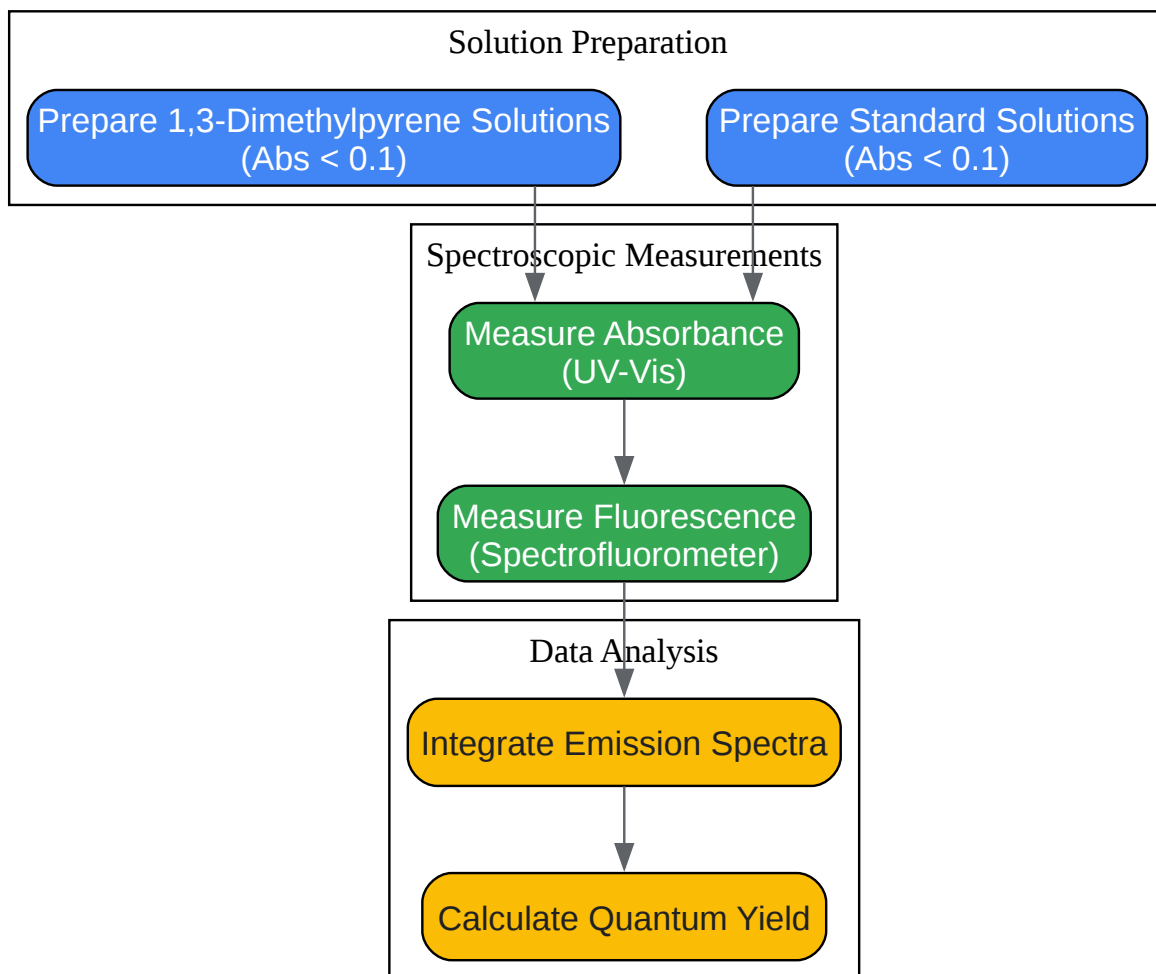 Solution Preparation
Prepare 1,3-Dimethylpyrene Solutions
(Abs < 0.1)
Prepare Standard Solutions
(Abs < 0.1)
Spectroscopic Measurements
Measure Absorbance
(UV-Vis)
Measure Fluorescence
(Spectrofluorometer)
Data Analysis
Integrate Emission Spectra
Calculate Quantum Yield